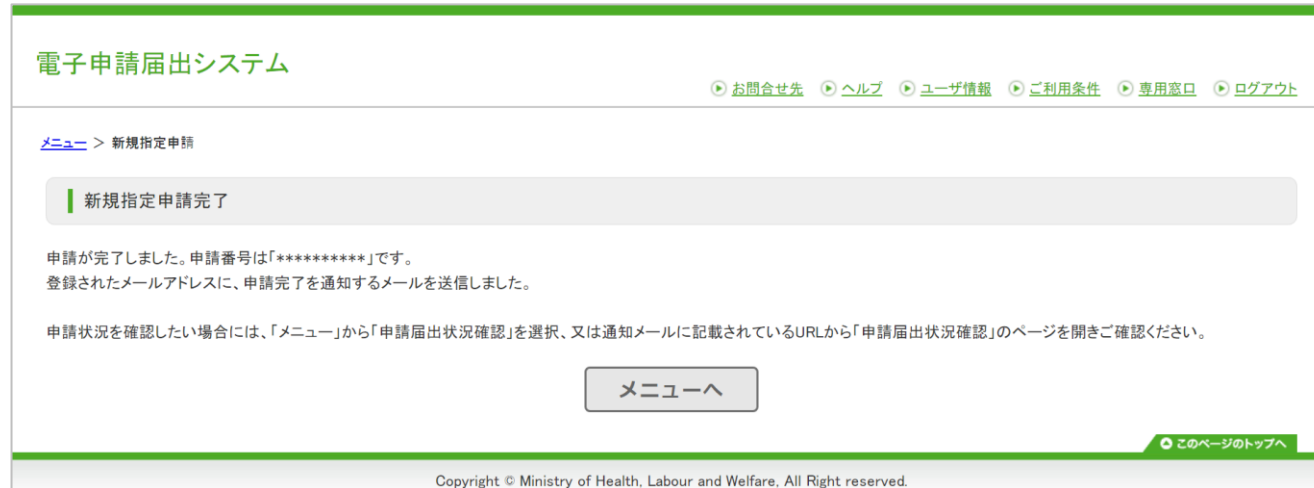 電子申請届出システム
お問合せ先 ヘルプ ユーザ情報 ご利用条件 専用窓口 ログアウト
メニュー > 新規指定申請
新規指定申請完了
申請が完了しました。申請番号は「**********」です。
登録されたメールアドレスに、申請完了を通知するメールを送信しました。
申請状況を確認したい場合には、「メニュー」から「申請届出状況確認」を選択、又は通知メールに記載されているURLから「申請届出状況確認」のページを開きご確認ください。
メニューへ
このページのトップへ
Copyright © Ministry of Health, Labour and Welfare, All Right reserved.